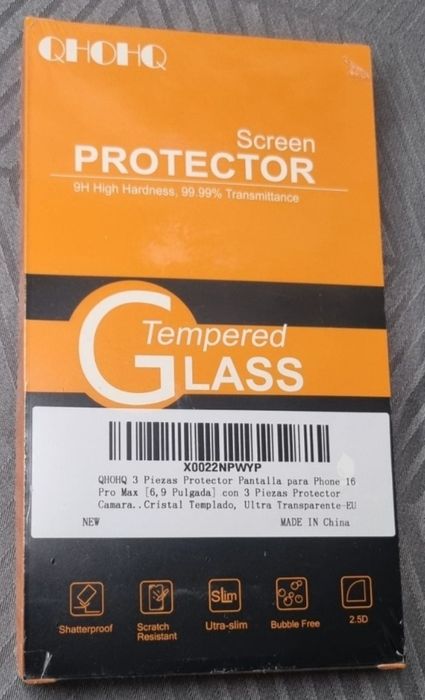 QHOHQ
Screen
PROTECTOR
9H High Hardness, 99.99% Transmittance
Tempered
GLASS
X0022NPWYP
QHOHQ 3 Piezas Protector Pantalla para Phone 16
Pro Max [6,9 Pulgada] con 3 Piezas Protector
Camara..Cristal Templado, Ultra Transparente-EU
NEW MADE IN China
Shatterproof
Scratch
Resistant
Slim
Utra-slim
Bubble Free
2.5D